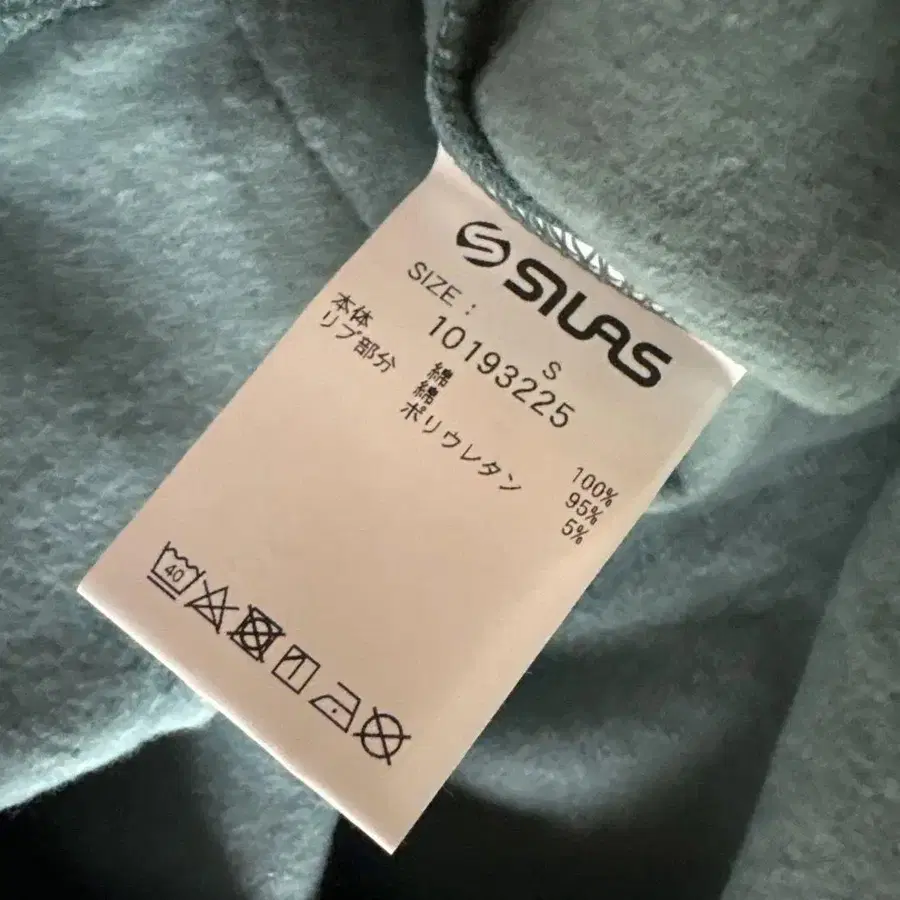 SILAS
SIZE : S
10193225
本体 綿 100%
リブ部分 綿 95%
ポリウレタン 5%
40